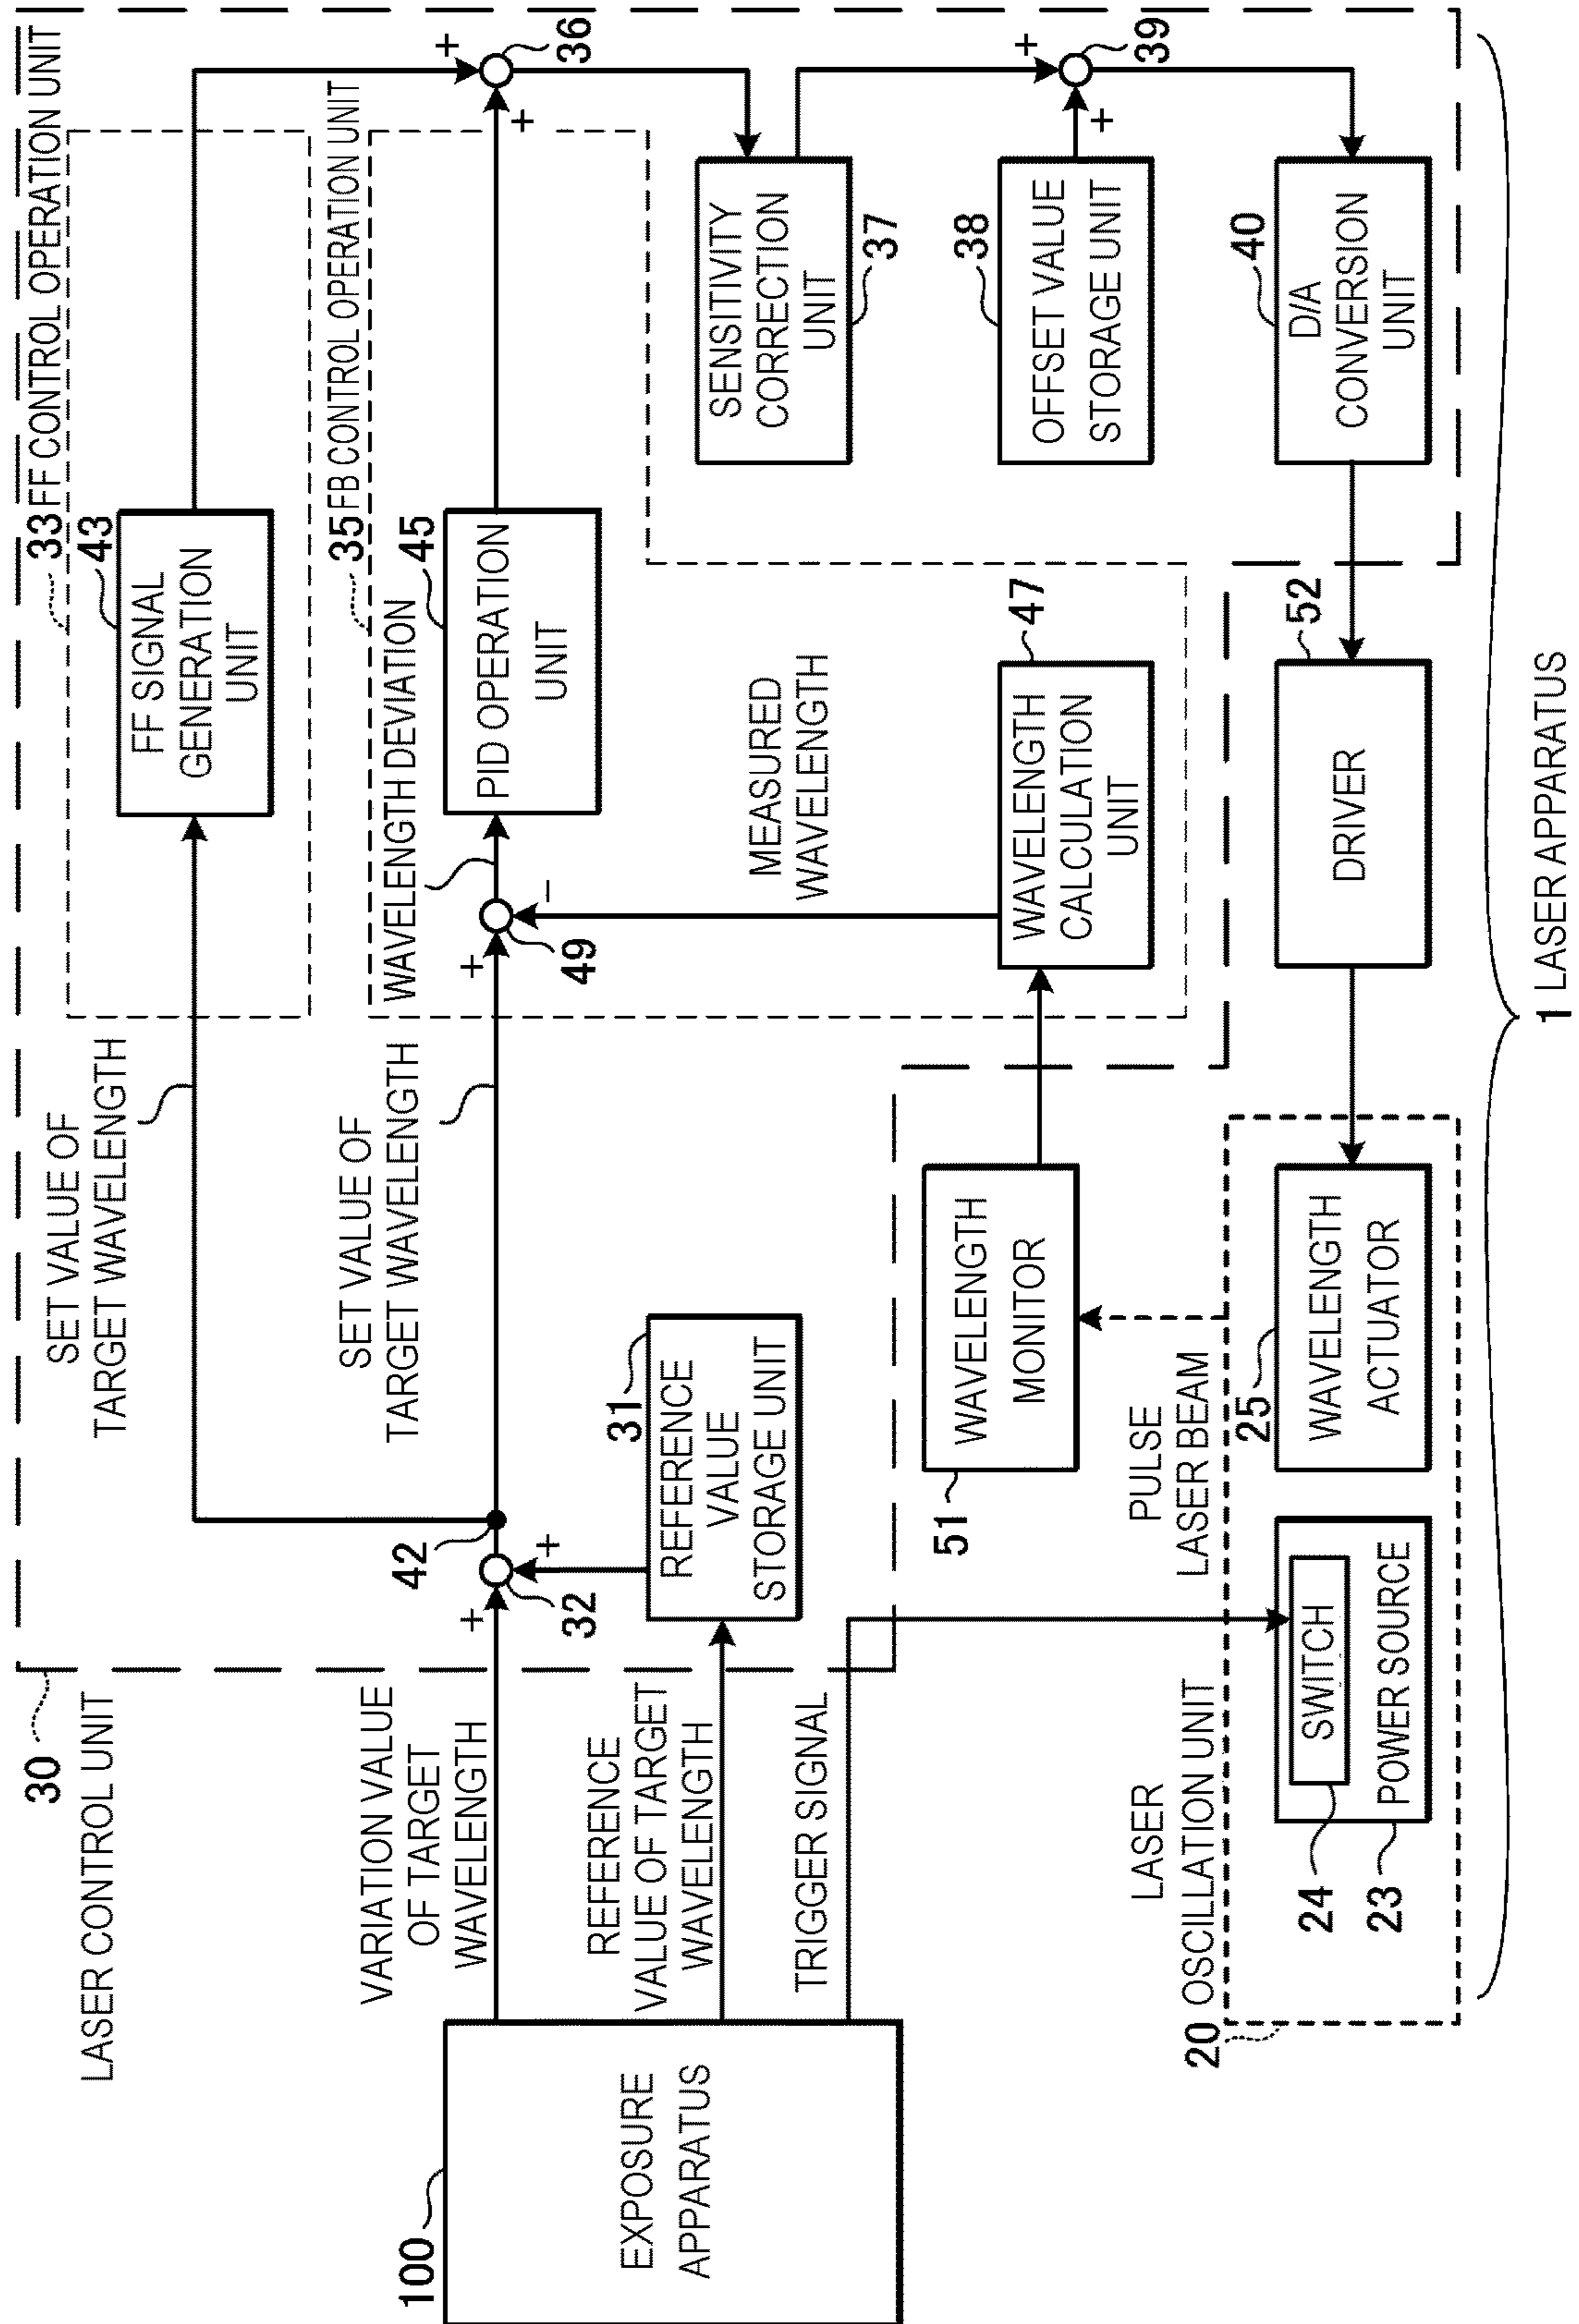 30
LASER CONTROL UNIT
SET VALUE OF
TARGET WAVELENGTH
33 FF CONTROL OPERATION UNIT
43
FF SIGNAL
GENERATION
UNIT
SET VALUE OF
TARGET WAVELENGTH
35 FB CONTROL OPERATION UNIT
WAVELENGTH DEVIATION
45
PID OPERATION
UNIT
+
+
36
100
EXPOSURE
APPARATUS
VARIATION VALUE
OF TARGET
WAVELENGTH
+
+
32
42
+
−
49
REFERENCE
VALUE OF TARGET
WAVELENGTH
31
REFERENCE
VALUE
STORAGE UNIT
MEASURED
WAVELENGTH
SENSITIVITY
CORRECTION
UNIT
37
TRIGGER SIGNAL
51
WAVELENGTH
MONITOR
WAVELENGTH
CALCULATION
UNIT
47
38
OFFSET VALUE
STORAGE UNIT
+
+
39
LASER
20 OSCILLATION UNIT
PULSE
LASER BEAM
24
SWITCH
23
POWER SOURCE
25
WAVELENGTH
ACTUATOR
52
DRIVER
40
D/A
CONVERSION
UNIT
1 LASER APPARATUS